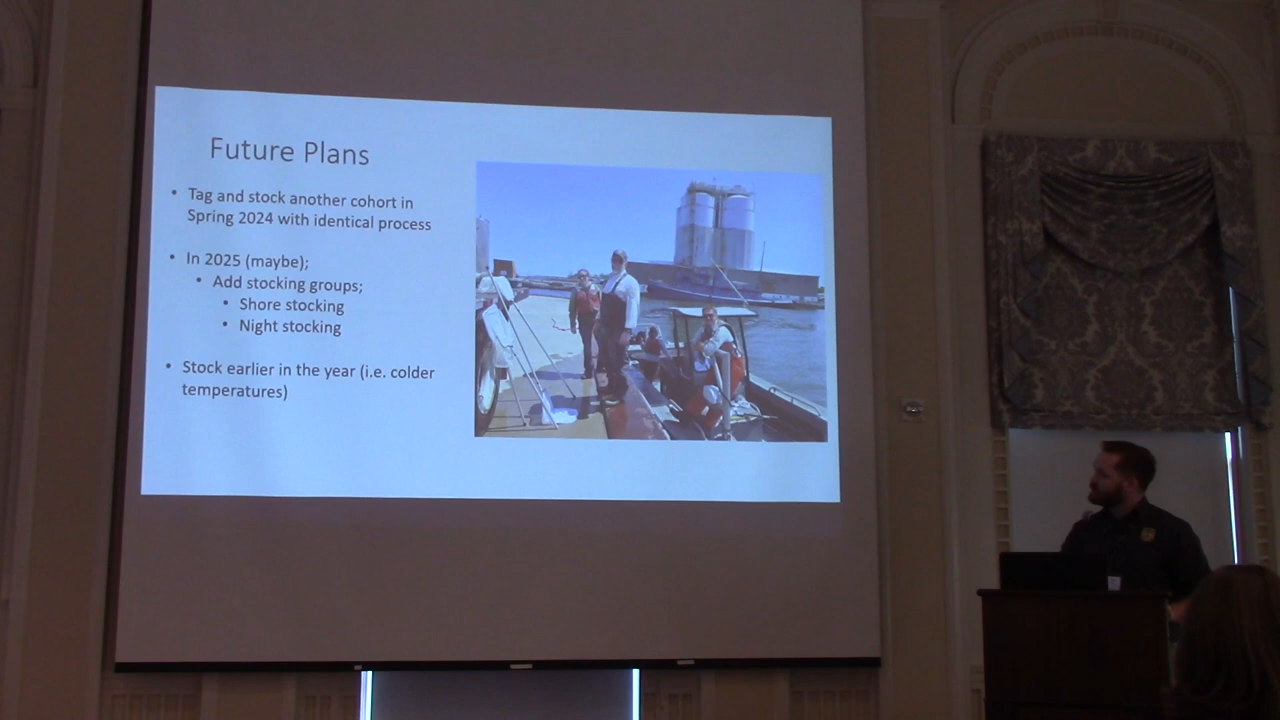 Future Plans
• Tag and stock another cohort in
Spring 2024 with identical process
• In 2025 (maybe);
• Add stocking groups;
• Shore stocking
• Night stocking
• Stock earlier in the year (i.e. colder
temperatures)